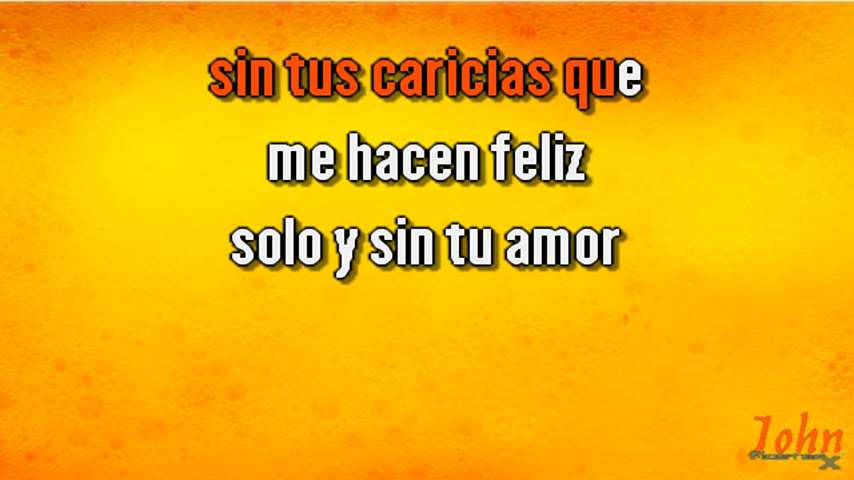 sin tus caricias que
me hacen feliz
solo y sin tu amor
John